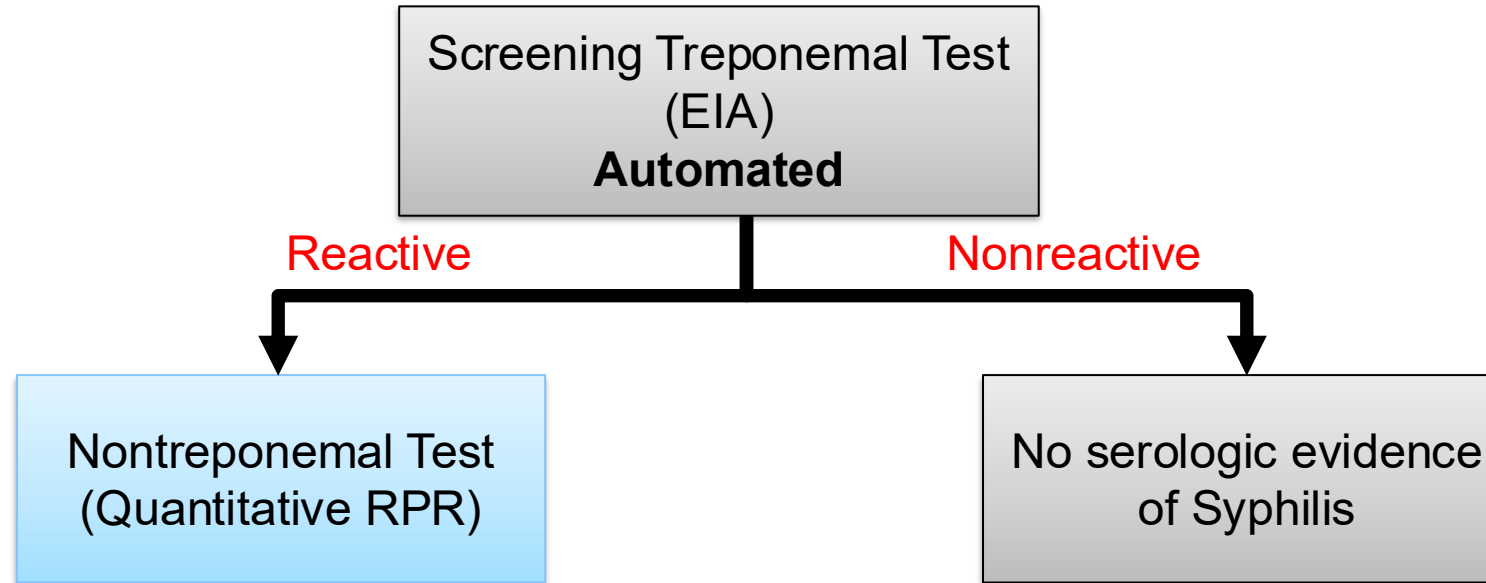 Screening Treponemal Test
(EIA)
Automated
Reactive
Nonreactive
Nontreponemal Test
(Quantitative RPR)
No serologic evidence
of Syphilis